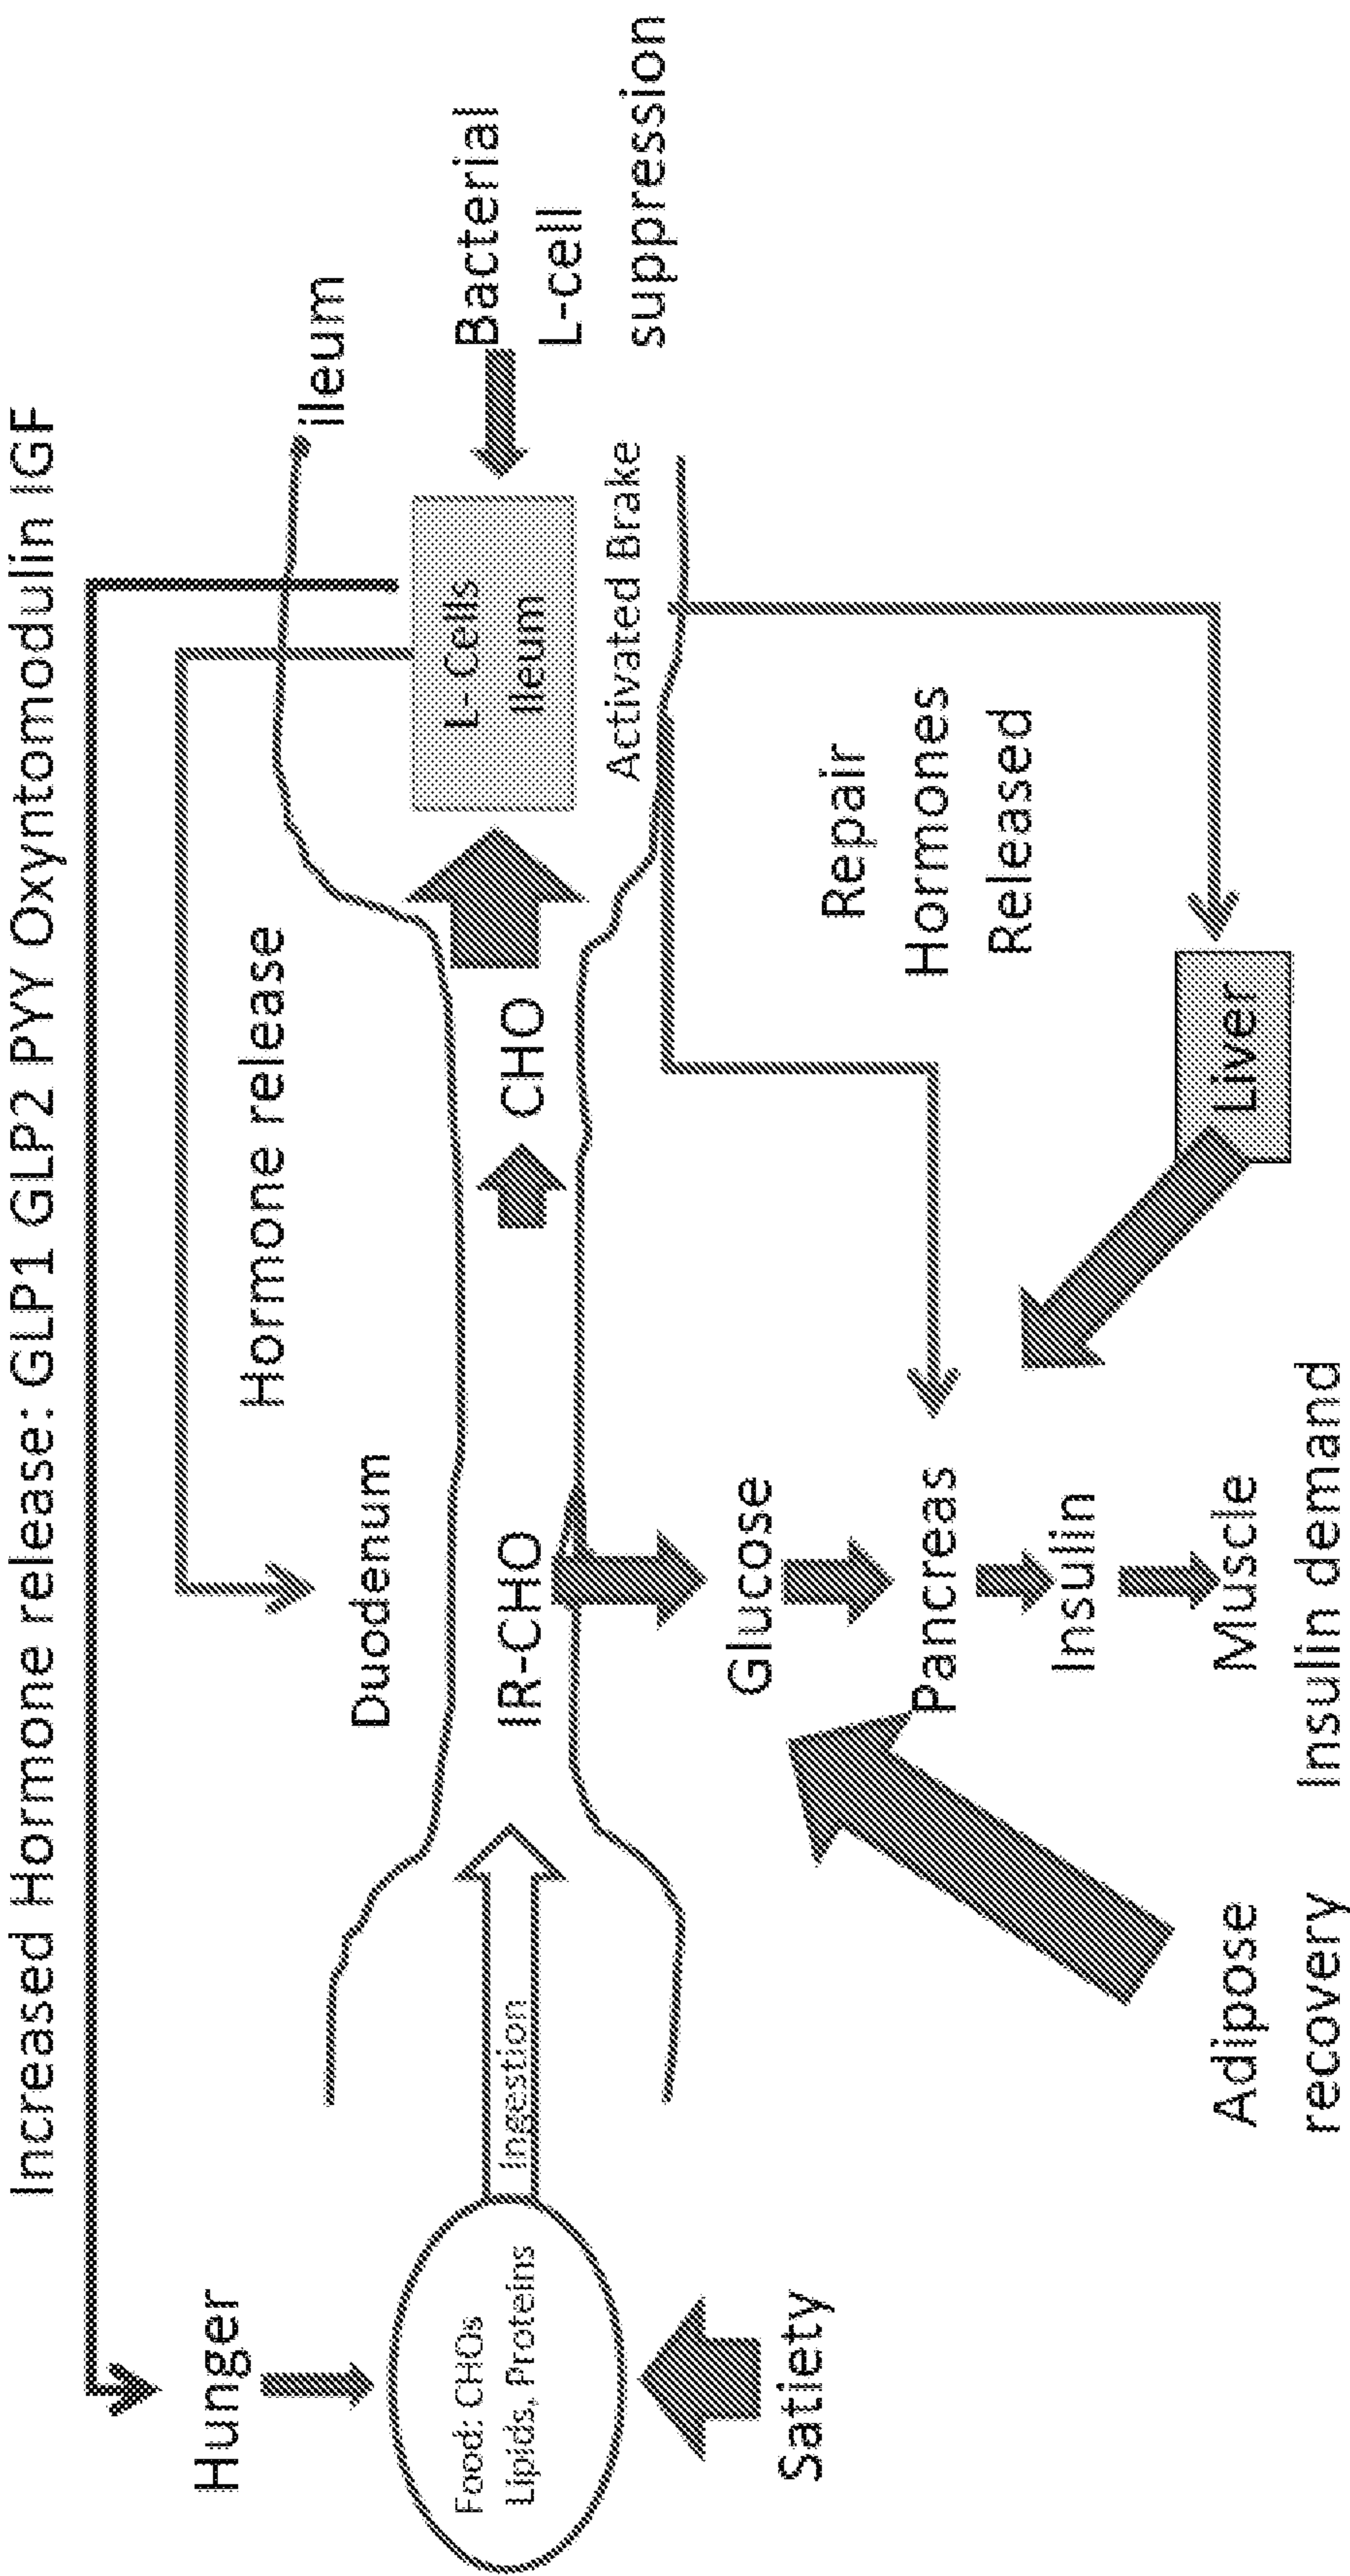 Increased Hormone release: GLP1 GLP2 PYY Oxyntomodulin IGF
Hunger
Hormone release
ileum
Duodenum
Food: CHOs
Lipids, Proteins
Ingestion
IR-CHO
CHO
L- Cells
Ileum
Bacterial
L-cell
suppression
Activated Brake
Satiety
Glucose
Repair
Hormones
Released
Pancreas
Insulin
Liver
Muscle
Adipose
recovery
Insulin demand